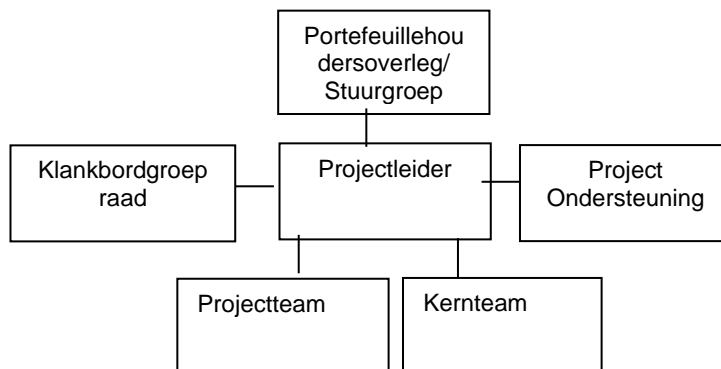 Portefeuillehou
dersoverleg/
Stuurgroep
Klankbordgroep
raad
Projectleider
Project
Ondersteuning
Projectteam
Kernteam